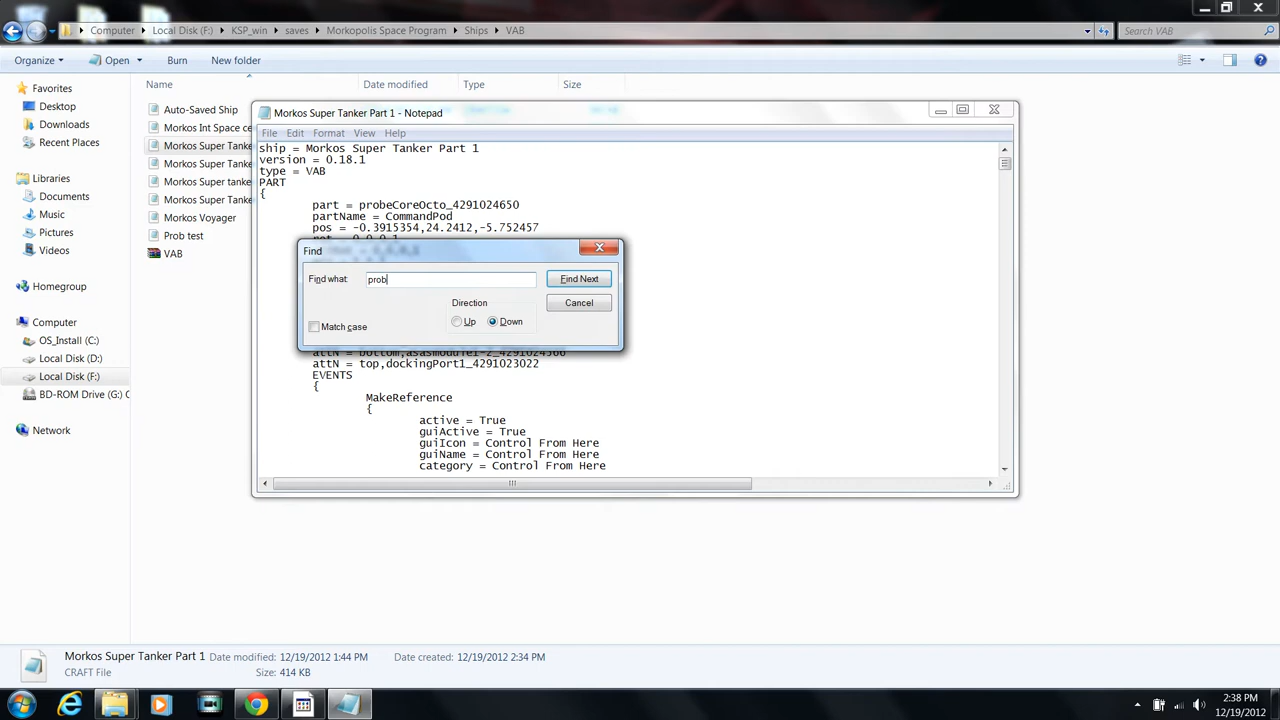 Computer ▸ Local Disk (F:) ▸ KSP_win ▸ saves ▸ Morkopolis Space Program ▸ Ships ▸ VAB
Search VAB
Organize
Open
Burn
New folder
Name
Date modified
Type
Size
Favorites
Desktop
Downloads
Recent Places
Libraries
Documents
Music
Pictures
Videos
Homegroup
Computer
OS_Install (C:)
Local Disk (D:)
Local Disk (F:)
BD-ROM Drive (G:) C
Network
Auto-Saved Ship
Morkos Int Space ce
Morkos Super Tanke
Morkos Super Tanke
Morkos Super tanke
Morkos Super Tanke
Morkos Voyager
Prob test
VAB
Morkos Super Tanker Part 1 - Notepad
File Edit Format View Help
ship = Morkos Super Tanker Part 1
version = 0.18.1
type = VAB
PART
{
part = probeCoreOcto_4291024650
partName = CommandPod
pos = -0.3915354,24.2412,-5.752457
Find
Find what:
prob
Find Next
Direction
Cancel
Match case
Up
Down
attN = top,dockingPort1_4291023022
EVENTS
{
MakeReference
{
active = True
guiActive = True
guiIcon = Control From Here
guiName = Control From Here
category = Control From Here
Morkos Super Tanker Part 1
Date modified: 12/19/2012 1:44 PM
Date created: 12/19/2012 2:34 PM
CRAFT File
Size: 414 KB
2:38 PM
12/19/2012